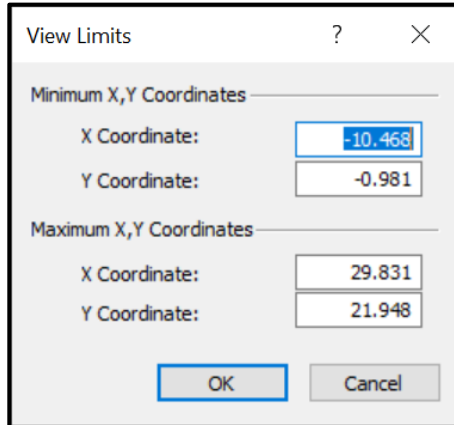 View Limits ? ×
Minimum X,Y Coordinates
X Coordinate: -10.468
Y Coordinate: -0.981
Maximum X,Y Coordinates
X Coordinate: 29.831
Y Coordinate: 21.948
OK Cancel